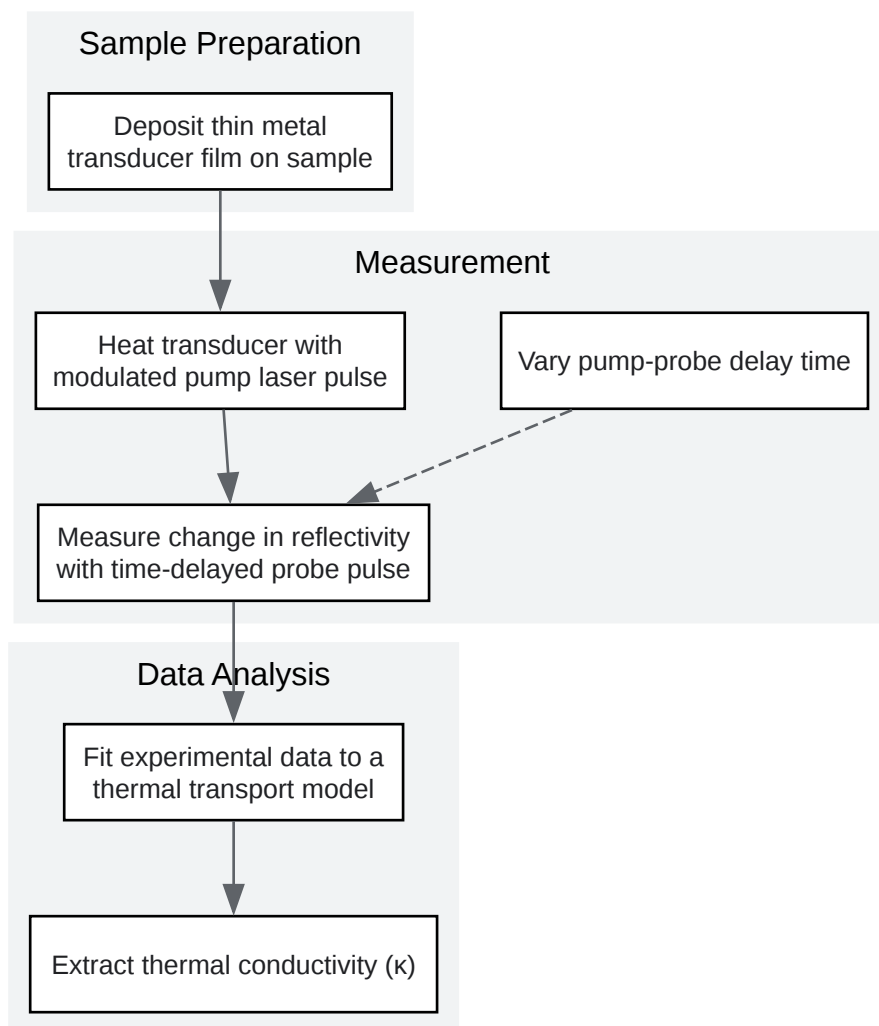 Sample Preparation
Deposit thin metal
transducer film on sample
Measurement
Heat transducer with
modulated pump laser pulse
Vary pump-probe delay time
Measure change in reflectivity
with time-delayed probe pulse
Data Analysis
Fit experimental data to a
thermal transport model
Extract thermal conductivity (κ)